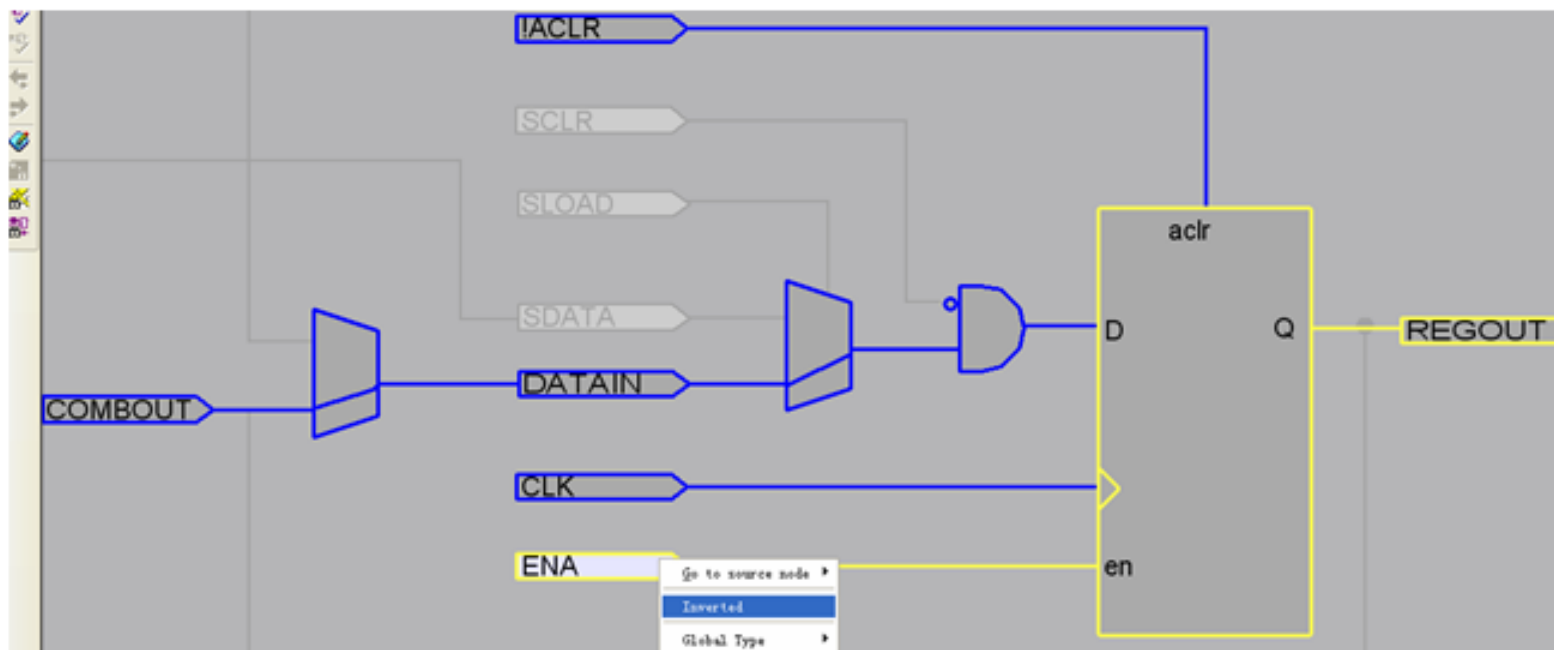 !ACLR
SCLR
SLOAD
aclr
SDATA
D
Q
REGOUT
DATAIN
COMBOUT
CLK
ENA
en
Go to source node
Inverted
Global Type